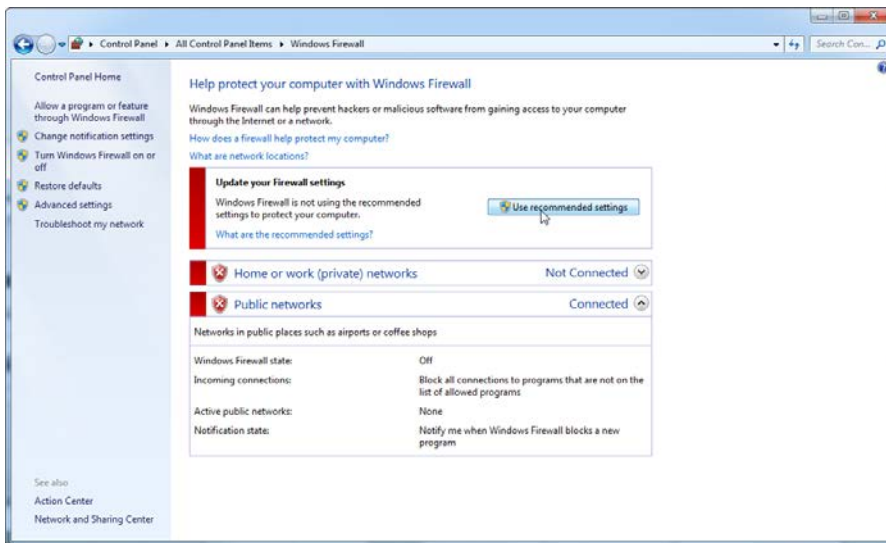 Control Panel ▸ All Control Panel Items ▸ Windows Firewall
Search Con...
Control Panel Home
Allow a program or feature
through Windows Firewall
Change notification settings
Turn Windows Firewall on or
off
Restore defaults
Advanced settings
Troubleshoot my network
See also
Action Center
Network and Sharing Center
Help protect your computer with Windows Firewall
Windows Firewall can help prevent hackers or malicious software from gaining access to your computer
through the Internet or a network.
How does a firewall help protect my computer?
What are network locations?
Update your Firewall settings
Windows Firewall is not using the recommended
settings to protect your computer.
Use recommended settings
What are the recommended settings?
Home or work (private) networks Not Connected
Public networks Connected
Networks in public places such as airports or coffee shops
Windows Firewall state: Off
Incoming connections: Block all connections to programs that are not on the
list of allowed programs
Active public networks: None
Notification state: Notify me when Windows Firewall blocks a new
program